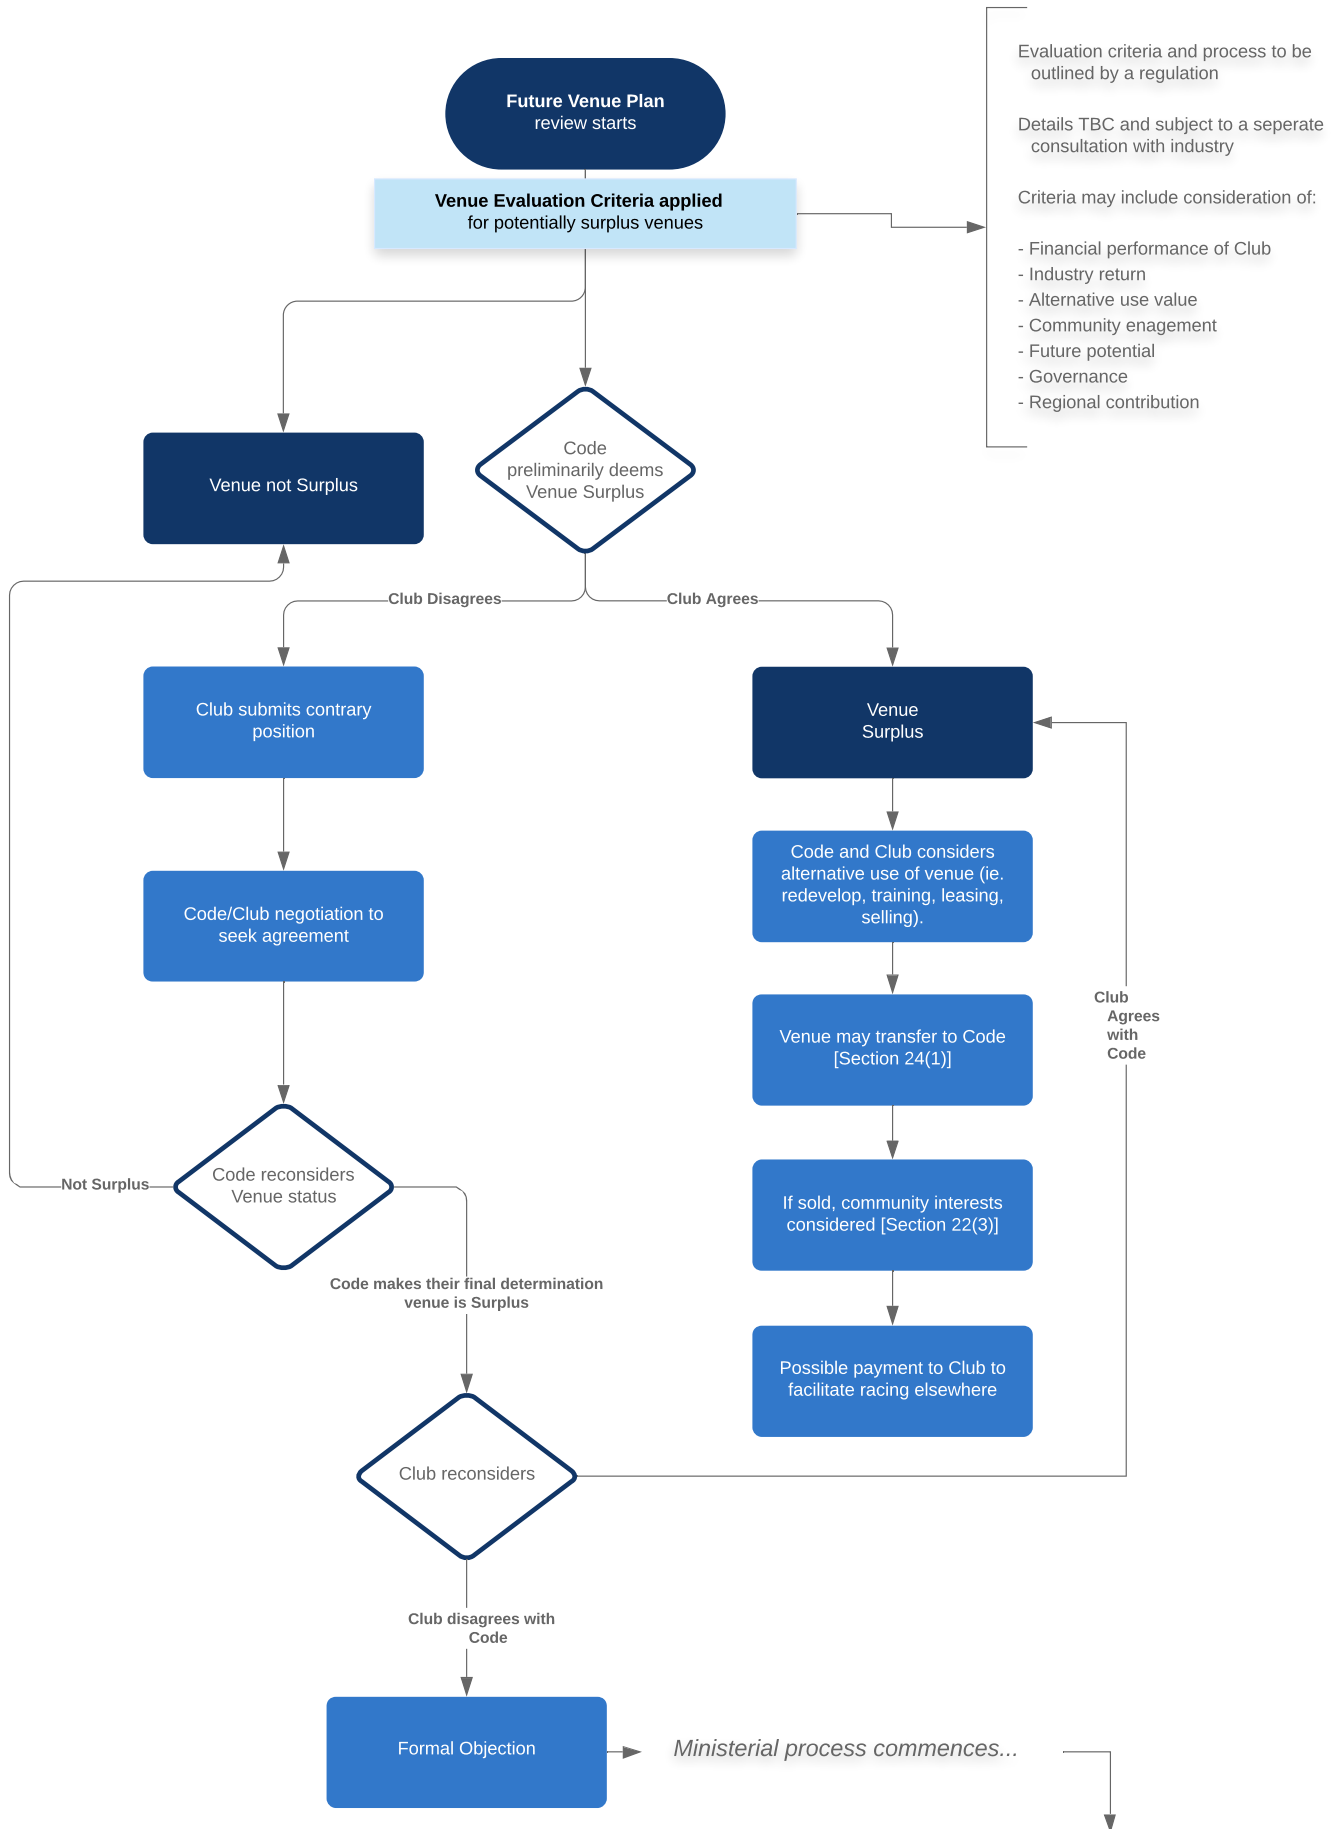 Future Venue Plan
review starts
Venue Evaluation Criteria applied
for potentially surplus venues
Evaluation criteria and process to be
outlined by a regulation
Details TBC and subject to a seperate
consultation with industry
Criteria may include consideration of:
- Financial performance of Club
- Industry return
- Alternative use value
- Community enagement
- Future potential
- Governance
- Regional contribution
Venue not Surplus
Code
preliminarily deems
Venue Surplus
Club Disagrees
Club Agrees
Club submits contrary
position
Venue
Surplus
Code/Club negotiation to
seek agreement
Code and Club considers
alternative use of venue (ie.
redevelop, training, leasing,
selling).
Venue may transfer to Code
[Section 24(1)]
Club
Agrees
with
Code
Not Surplus
Code reconsiders
Venue status
If sold, community interests
considered [Section 22(3)]
Code makes their final determination
venue is Surplus
Possible payment to Club to
facilitate racing elsewhere
Club reconsiders
Club disagrees with
Code
Formal Objection
Ministerial process commences...